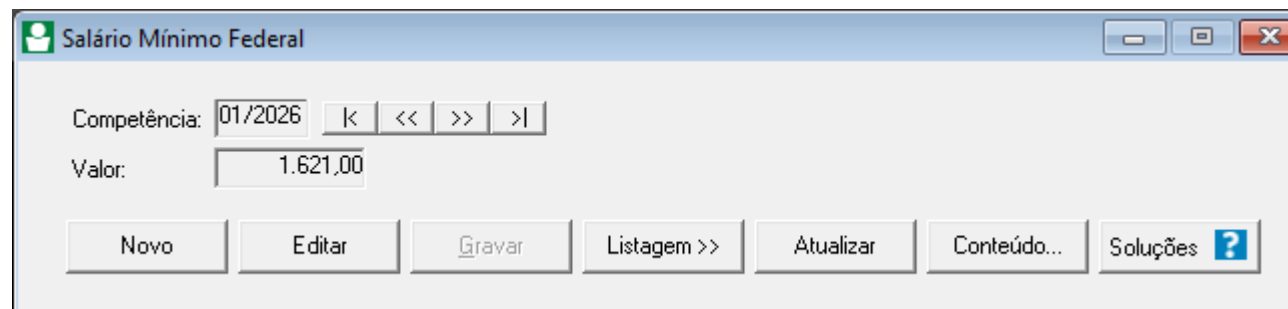 Salário Mínimo Federal
Competência: 01/2026 |< << >> >|
Valor: 1.621,00
Novo Editar Gravar Listagem >> Atualizar Conteúdo... Soluções ?